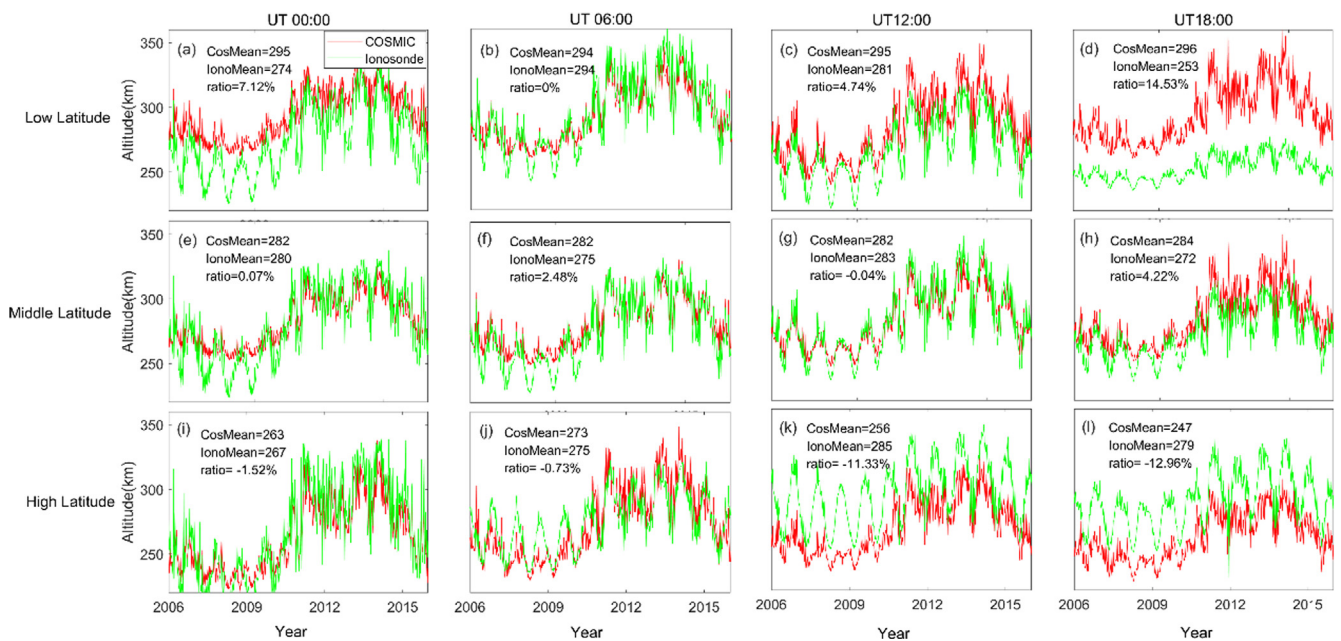 UT 00:00
UT 06:00
UT12:00
UT18:00
Low Latitude
Altitude(km)
350
300
250
(a)
CosMean=295
IonoMean=274
ratio=7.12%
COSMIC
Ionosonde
(b)
CosMean=294
IonoMean=294
ratio=0%
(c)
CosMean=295
IonoMean=281
ratio=4.74%
(d)
CosMean=296
IonoMean=253
ratio=14.53%
Middle Latitude
Altitude(km)
350
300
250
(e)
CosMean=282
IonoMean=280
ratio=0.07%
(f)
CosMean=282
IonoMean=275
ratio=2.48%
(g)
CosMean=282
IonoMean=283
ratio= -0.04%
(h)
CosMean=284
IonoMean=272
ratio=4.22%
High Latitude
Altitude(km)
350
300
250
(i)
CosMean=263
IonoMean=267
ratio= -1.52%
(j)
CosMean=273
IonoMean=275
ratio= -0.73%
(k)
CosMean=256
IonoMean=285
ratio= -11.33%
(l)
CosMean=247
IonoMean=279
ratio= -12.96%
2006 2009 2012 2015
2006 2009 2012 2015
2006 2009 2012 2015
2006 2009 2012
Year
Year
Year
Year